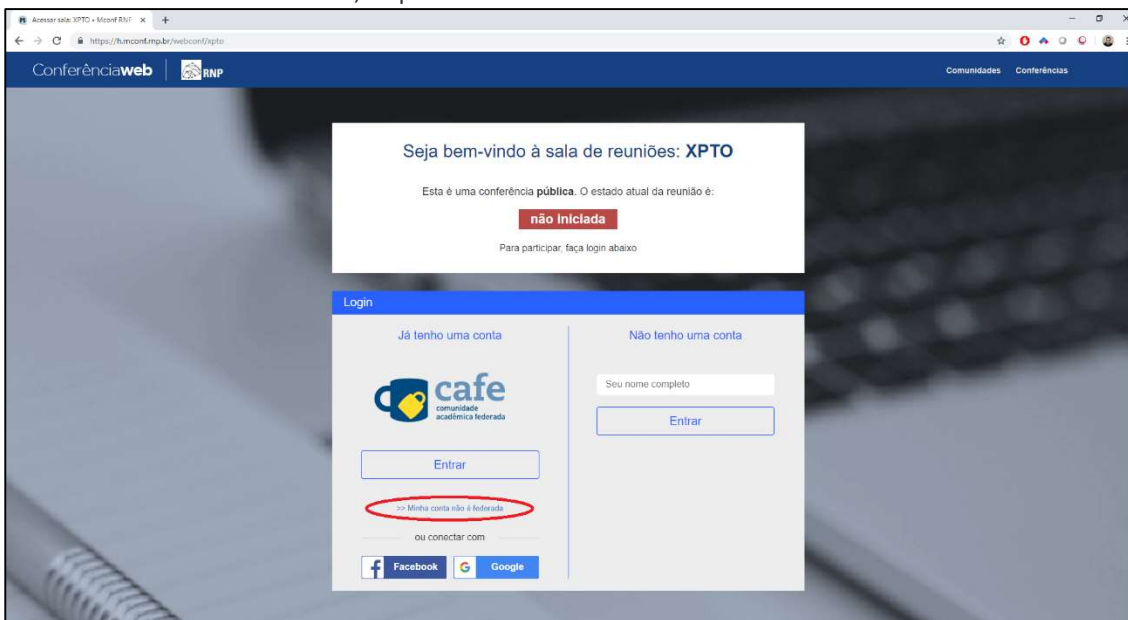 Acessar sala: XPTO • Mconf RNP
https://h.mconf.rnp.br/webconf/xpto
Conferênciaweb
RNP
Comunidades
Conferências
Seja bem-vindo à sala de reuniões: XPTO
Esta é uma conferência pública. O estado atual da reunião é:
não iniciada
Para participar, faça login abaixo
Login
Já tenho uma conta
cafe
comunidade
acadêmica federada
Entrar
>> Minha conta não é federada
ou conectar com
Facebook
Google
Não tenho uma conta
Seu nome completo
Entrar